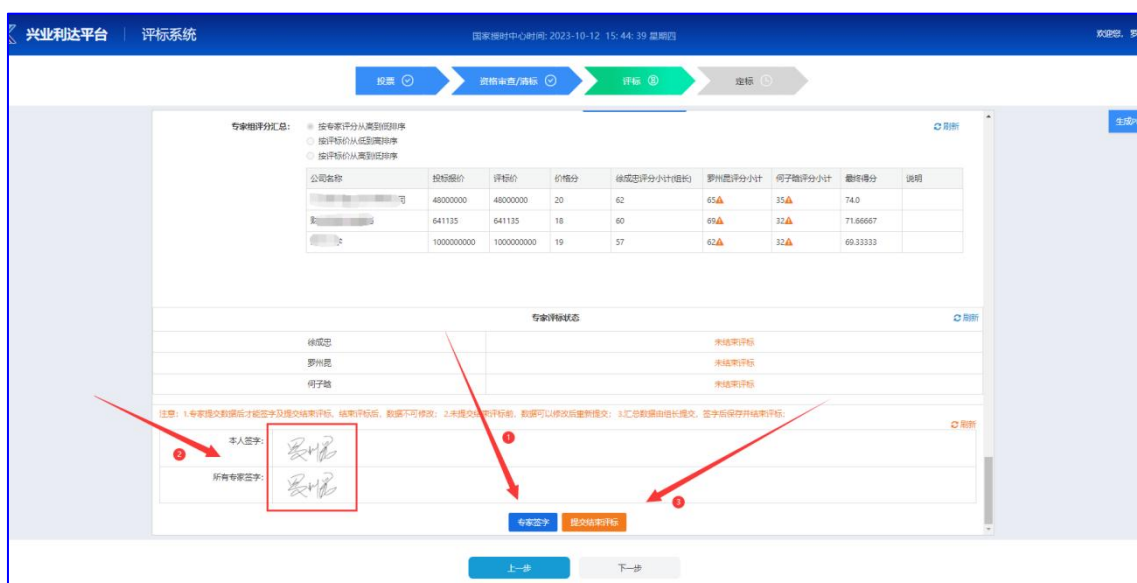 兴业利达平台 评标系统 国家授时中心时间: 2023-10-12 15:44:39 星期四 欢迎您, 罗
投票 资格审查/清标 评标 定标
生成P
专家组评分汇总: 按专家评分从高到低排序 刷新
按评标价从低到高排序
按评标价从高到低排序
公司名称 投标报价 评标价 价格分 徐成忠评分小计(组长) 罗州昆评分小计 何子晗评分小计 最终得分 说明
司 48000000 48000000 20 62 65 35 74.0
641135 641135 18 60 69 32 71.66667
1000000000 1000000000 19 57 62 32 69.33333
专家评标状态 刷新
徐成忠 未结束评标
罗州昆 未结束评标
何子晗 未结束评标
注意: 1.专家提交数据后才能签字及提交结束评标, 结束评标后, 数据不可修改; 2.未提交结束评标前, 数据可以修改后重新提交; 3.汇总数据由组长提交, 签字后保存并结束评标;
刷新
本人签字: 罗州昆
所有专家签字: 罗州昆
1
2
3
专家签字 提交结束评标
上一步 下一步